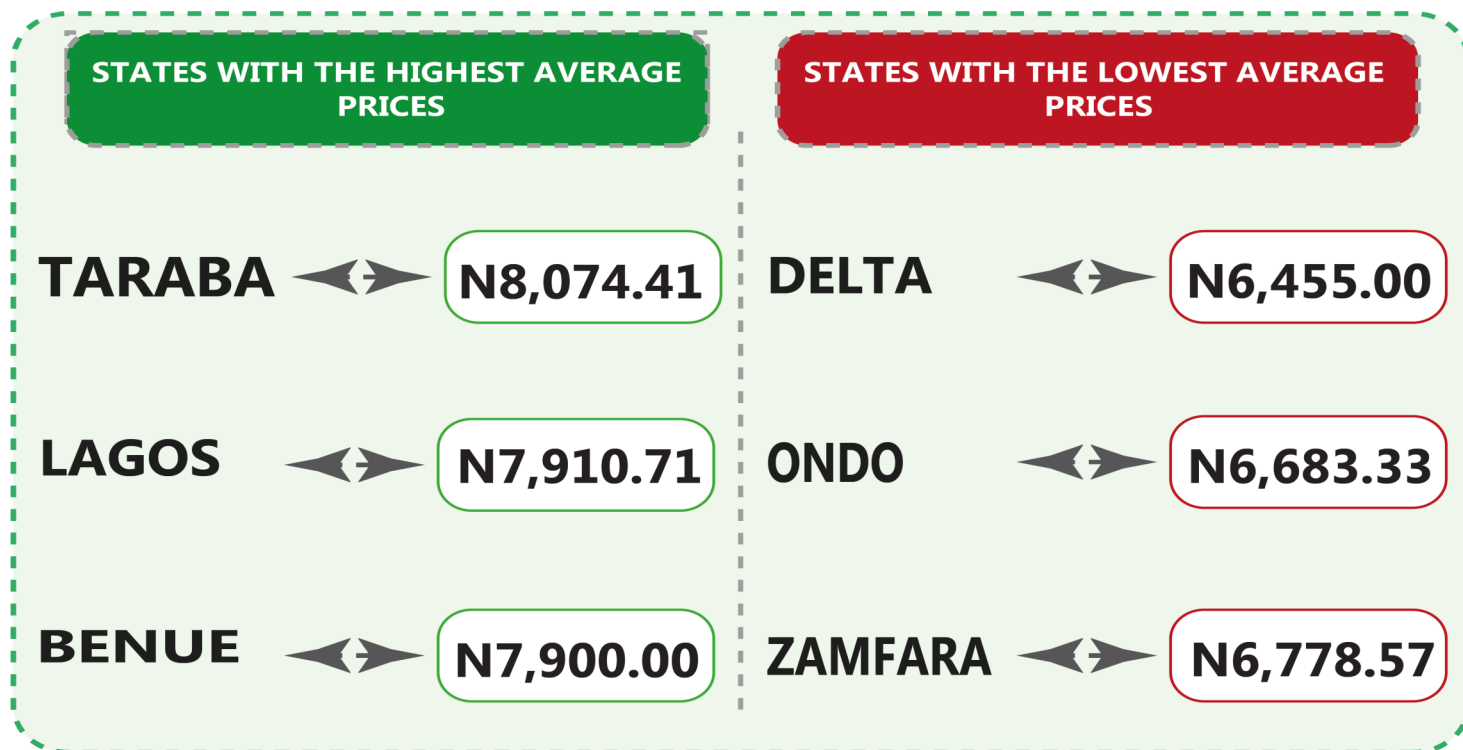 STATES WITH THE HIGHEST AVERAGE
PRICES
TARABA N8,074.41
LAGOS N7,910.71
BENUE N7,900.00
STATES WITH THE LOWEST AVERAGE
PRICES
DELTA N6,455.00
ONDO N6,683.33
ZAMFARA N6,778.57